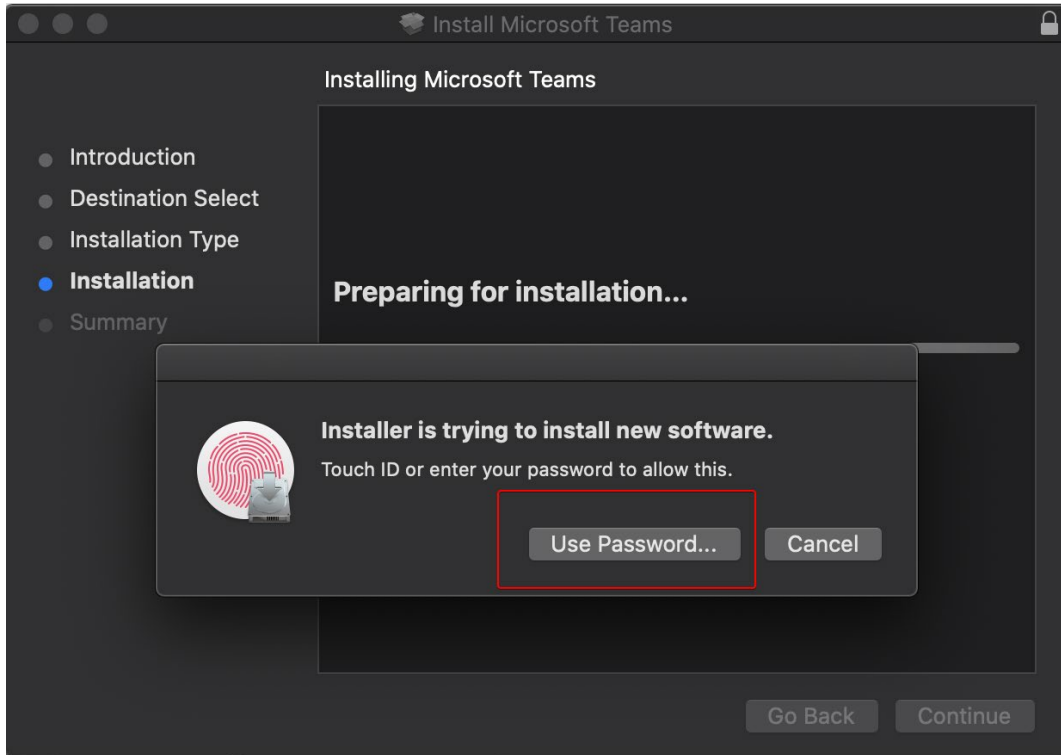 Install Microsoft Teams
Installing Microsoft Teams
Introduction
Destination Select
Installation Type
Installation
Summary
Preparing for installation...
Installer is trying to install new software.
Touch ID or enter your password to allow this.
Use Password... Cancel
Go Back Continue